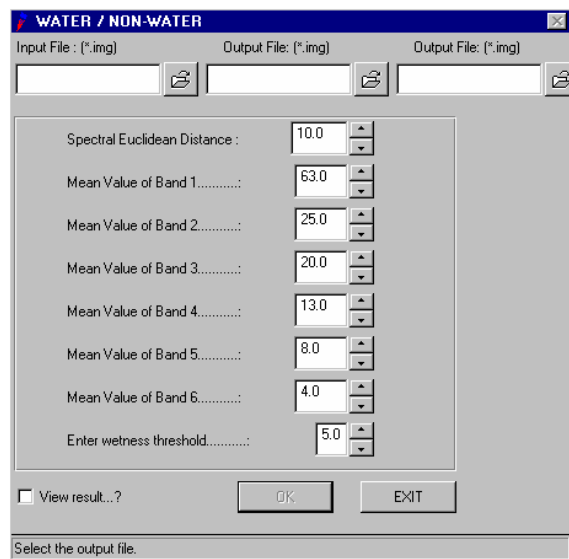 WATER / NON-WATER
Input File : (*.img) Output File: (*.img) Output File: (*.img)
Spectral Euclidean Distance : 10.0
Mean Value of Band 1...........: 63.0
Mean Value of Band 2...........: 25.0
Mean Value of Band 3...........: 20.0
Mean Value of Band 4...........: 13.0
Mean Value of Band 5...........: 8.0
Mean Value of Band 6...........: 4.0
Enter wetness threshold..........: 5.0
View result...? OK EXIT
Select the output file.